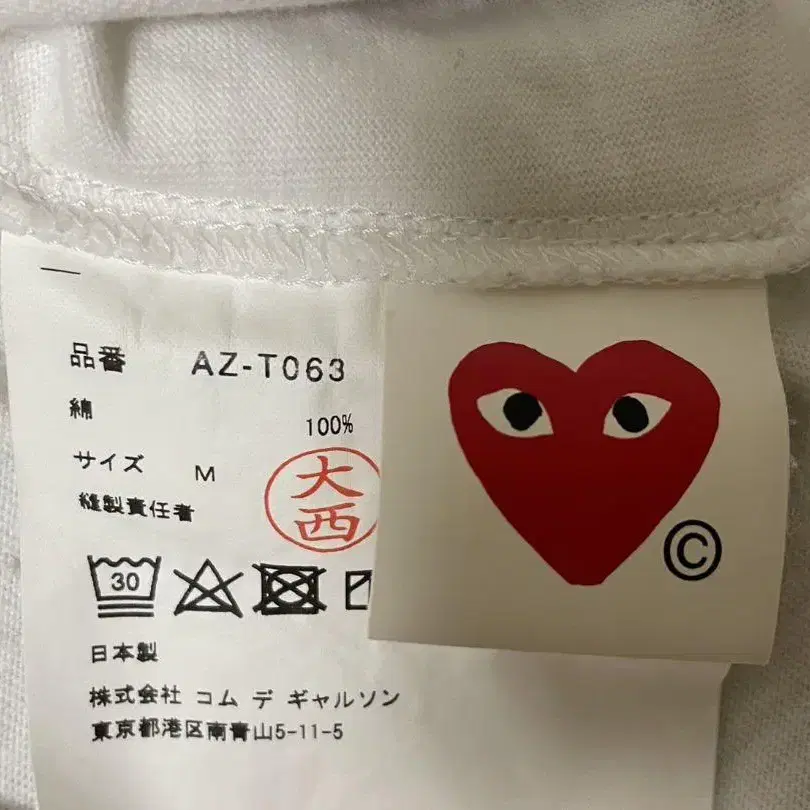 品番 AZ-T063
綿 100%
サイズ M
縫製責任者 大西
30
日本製
株式会社 コム デ ギャルソン
東京都港区南青山5-11-5
©